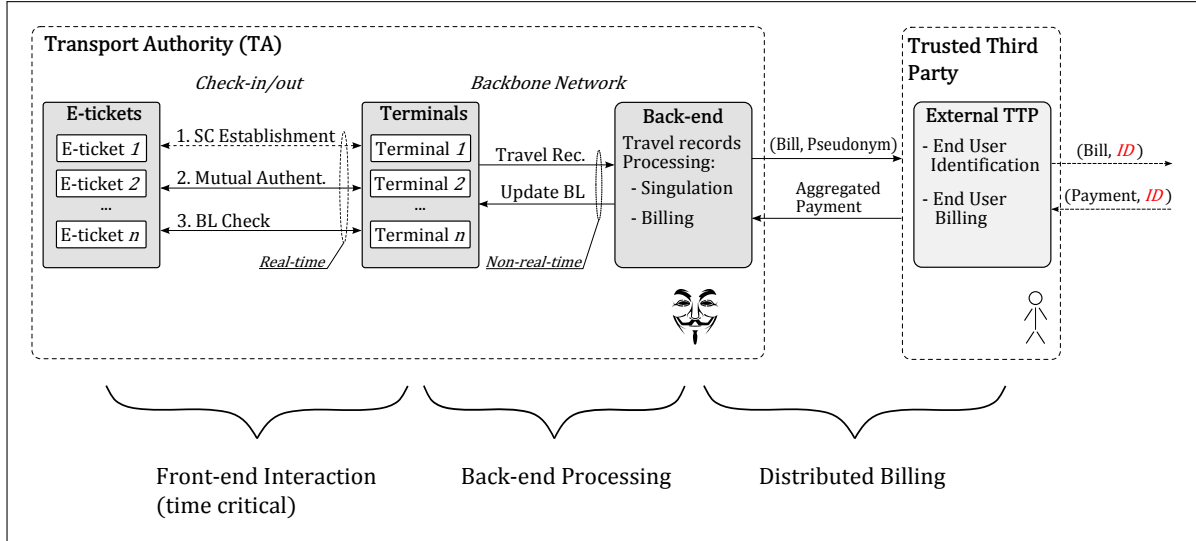 Transport Authority (TA)
Check-in/out
Backbone Network
E-tickets
E-ticket 1
E-ticket 2
...
E-ticket n
1. SC Establishment
2. Mutual Authent.
3. BL Check
Real-time
Terminals
Terminal 1
Terminal 2
...
Terminal n
Travel Rec.
Update BL
Non-real-time
Back-end
Travel records
Processing:
- Singulation
- Billing
(Bill, Pseudonym)
Aggregated
Payment
Trusted Third
Party
External TTP
- End User
Identification
- End User
Billing
(Bill, ID)
(Payment, ID)
Front-end Interaction
(time critical)
Back-end Processing
Distributed Billing